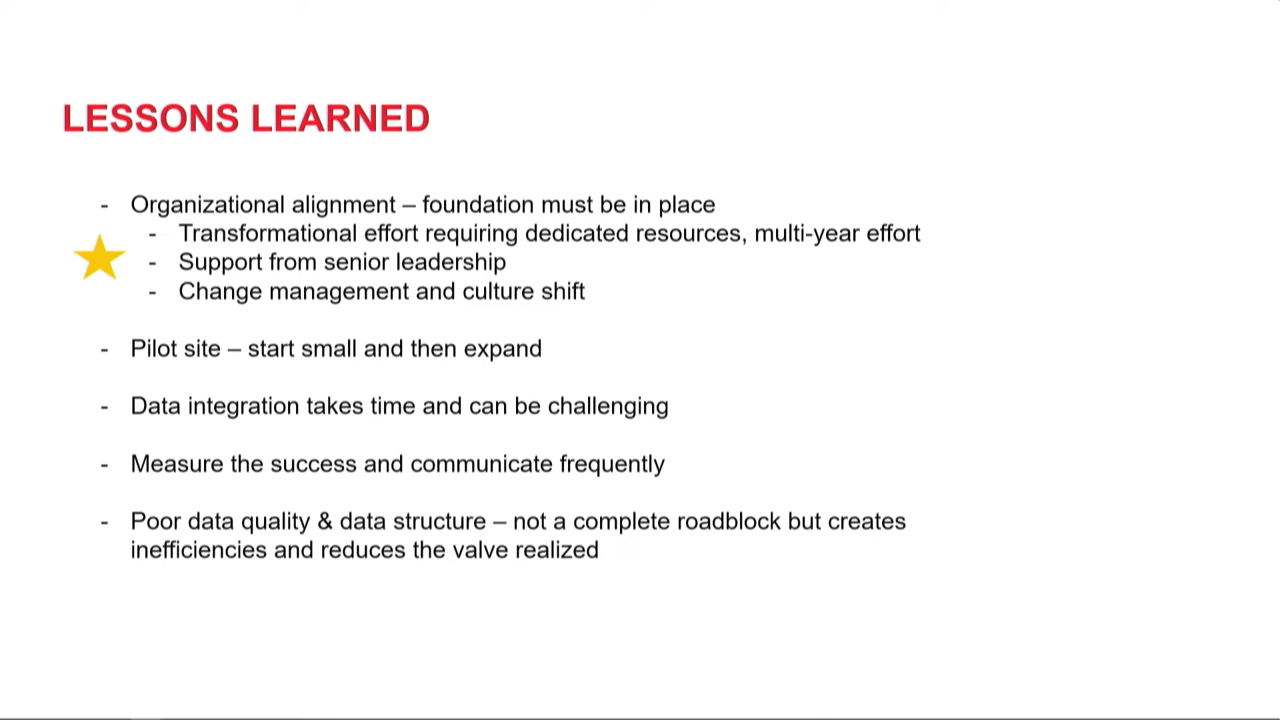 LESSONS LEARNED
- Organizational alignment – foundation must be in place
- Transformational effort requiring dedicated resources, multi-year effort
- Support from senior leadership
- Change management and culture shift
- Pilot site – start small and then expand
- Data integration takes time and can be challenging
- Measure the success and communicate frequently
- Poor data quality & data structure – not a complete roadblock but creates
inefficiencies and reduces the valve realized